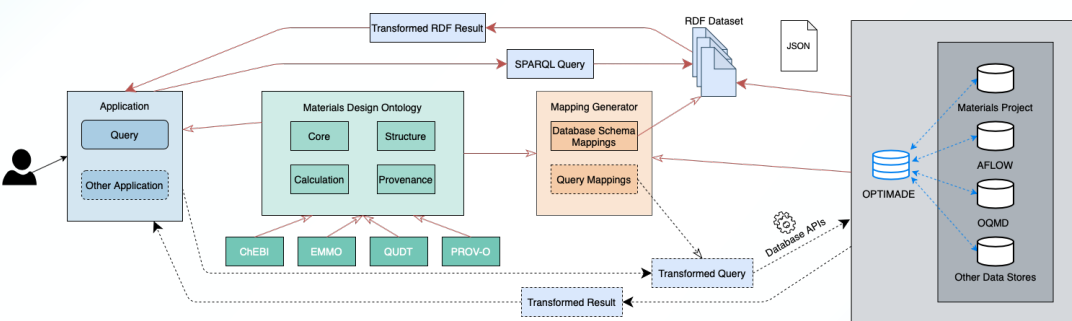 Transformed RDF Result
RDF Dataset
JSON
SPARQL Query
Application
Query
Other Application
Materials Design Ontology
Core
Structure
Calculation
Provenance
ChEBI
EMMO
QUDT
PROV-O
Mapping Generator
Database Schema
Mappings
Query Mappings
Database APIs
Transformed Query
Transformed Result
OPTIMADE
Materials Project
AFLOW
OQMD
Other Data Stores